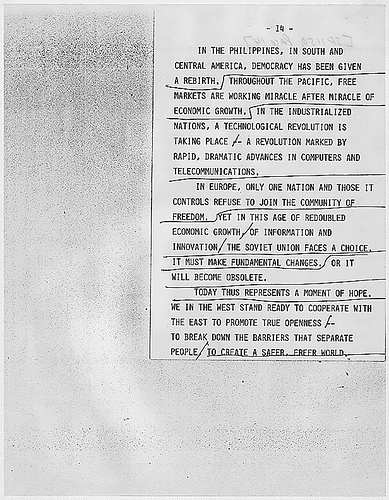 - 14 -
IN THE PHILIPPINES, IN SOUTH AND
CENTRAL AMERICA, DEMOCRACY HAS BEEN GIVEN
A REBIRTH. THROUGHOUT THE PACIFIC, FREE
MARKETS ARE WORKING MIRACLE AFTER MIRACLE OF
ECONOMIC GROWTH. IN THE INDUSTRIALIZED
NATIONS, A TECHNOLOGICAL REVOLUTION IS
TAKING PLACE -- A REVOLUTION MARKED BY
RAPID, DRAMATIC ADVANCES IN COMPUTERS AND
TELECOMMUNICATIONS.
IN EUROPE, ONLY ONE NATION AND THOSE IT
CONTROLS REFUSE TO JOIN THE COMMUNITY OF
FREEDOM. YET IN THIS AGE OF REDOUBLED
ECONOMIC GROWTH, OF INFORMATION AND
INNOVATION, THE SOVIET UNION FACES A CHOICE.
IT MUST MAKE FUNDAMENTAL CHANGES, OR IT
WILL BECOME OBSOLETE.
TODAY THUS REPRESENTS A MOMENT OF HOPE.
WE IN THE WEST STAND READY TO COOPERATE WITH
THE EAST TO PROMOTE TRUE OPENNESS --
TO BREAK DOWN THE BARRIERS THAT SEPARATE
PEOPLE, TO CREATE A SAFER, FREER WORLD.